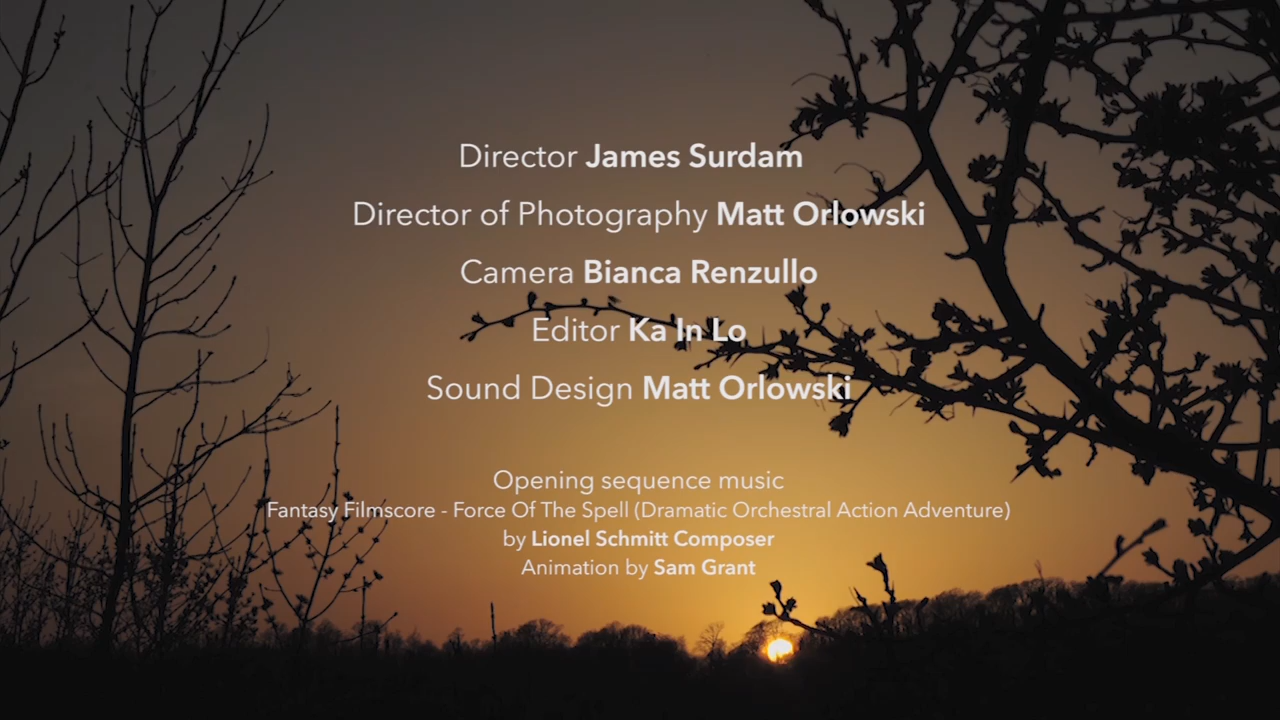 Director James Surdam
Director of Photography Matt Orlowski
Camera Bianca Renzullo
Editor Ka In Lo
Sound Design Matt Orlowski
Opening sequence music
Fantasy Filmscore - Force Of The Spell (Dramatic Orchestral Action Adventure)
by Lionel Schmitt Composer
Animation by Sam Grant